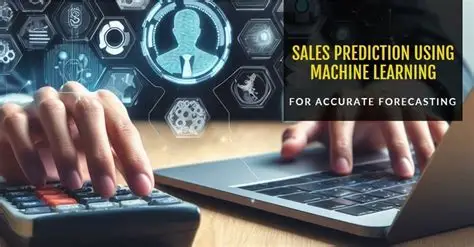 SALES PREDICTION USING
MACHINE LEARNING
FOR ACCURATE FORECASTING